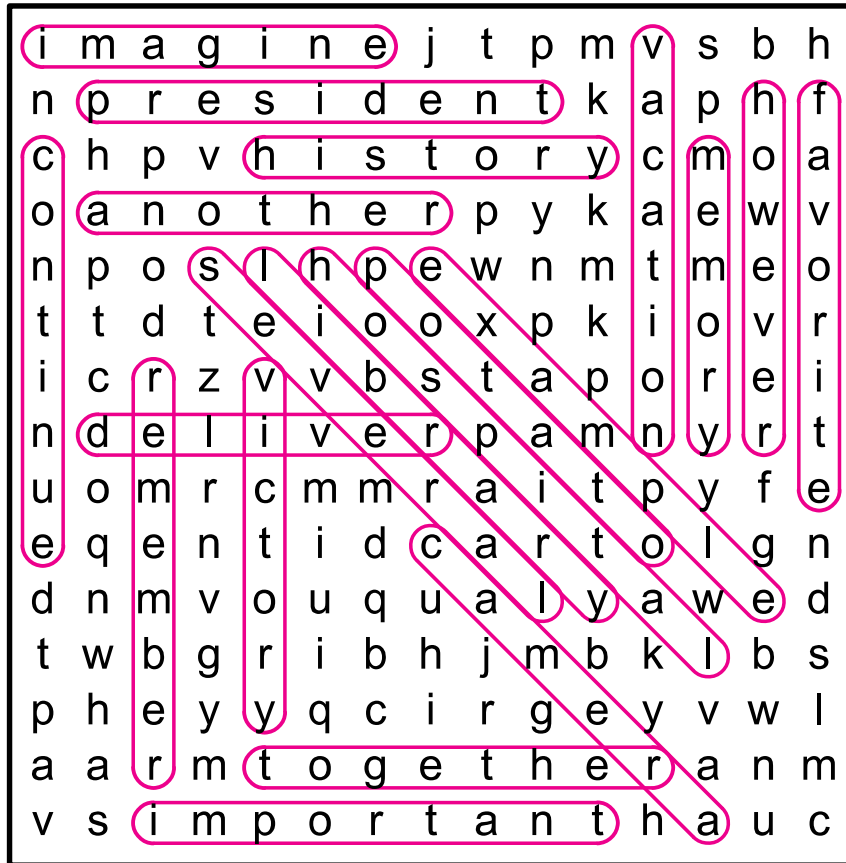 i m a g i n e j t p m v s b h
n p r e s i d e n t k a p h f
c h p v h i s t o r y c m o a
o a n o t h e r p y k a e w v
n p o s l h p e w n m t m e o
t t d t e i o o x p k i o v r
i c r z v v b s t a p o r e i
n d e l i v e r p a m n y r t
u o m r c m m r a i t p y f e
e q e n t i d c a r t o l g n
d n m v o u q u a l y a w e d
t w b g r i b h j m b k l b s
p h e y y q c i r g e y v w l
a a r m t o g e t h e r a n m
v s i m p o r t a n t h a u c